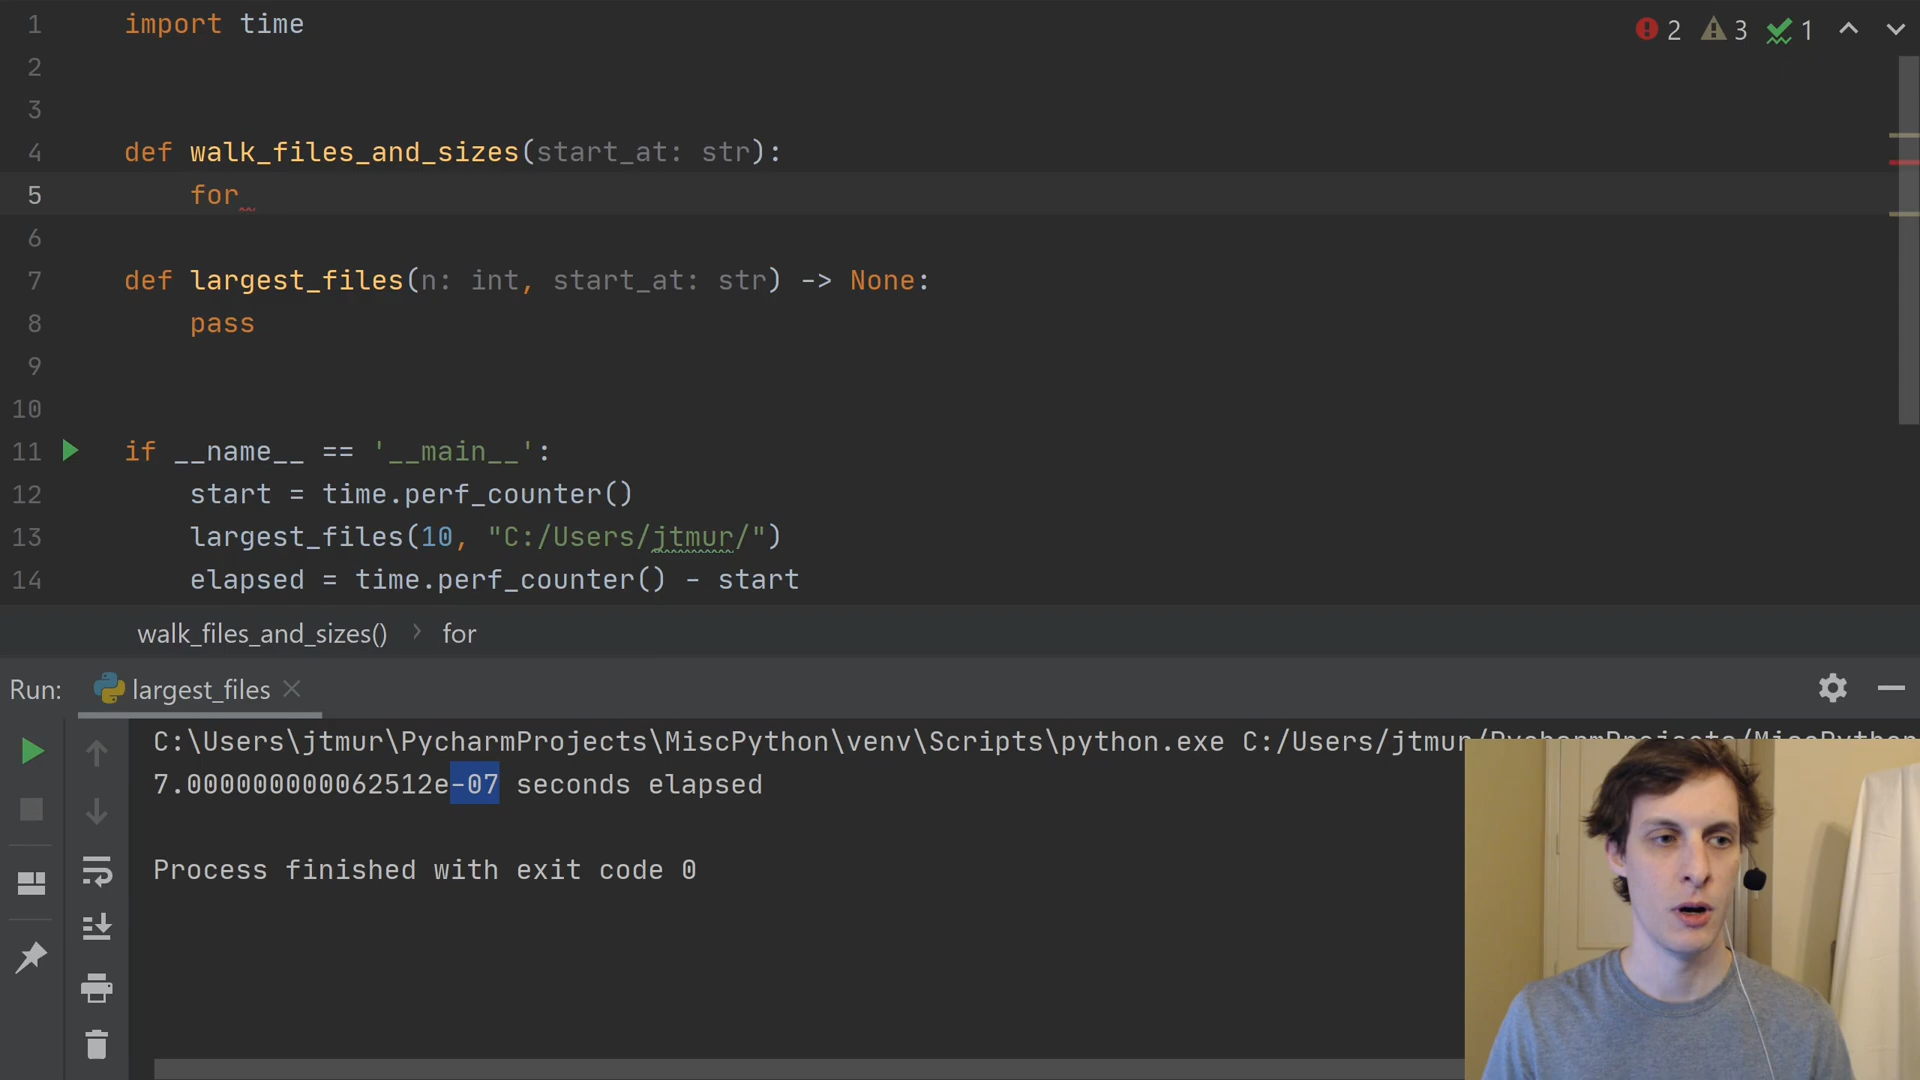 1 import time
2
3
4 def walk_files_and_sizes(start_at: str):
5 for
6
7 def largest_files(n: int, start_at: str) -> None:
8 pass
9
10
11 if __name__ == '__main__':
12 start = time.perf_counter()
13 largest_files(10, "C:/Users/jtmur/")
14 elapsed = time.perf_counter() - start
2 3 1
walk_files_and_sizes() › for
Run: largest_files
C:\Users\jtmur\PycharmProjects\MiscPython\venv\Scripts\python.exe C:/Users/jtmur/PycharmProjects/MiscPython
7.000000000062512e-07 seconds elapsed
Process finished with exit code 0